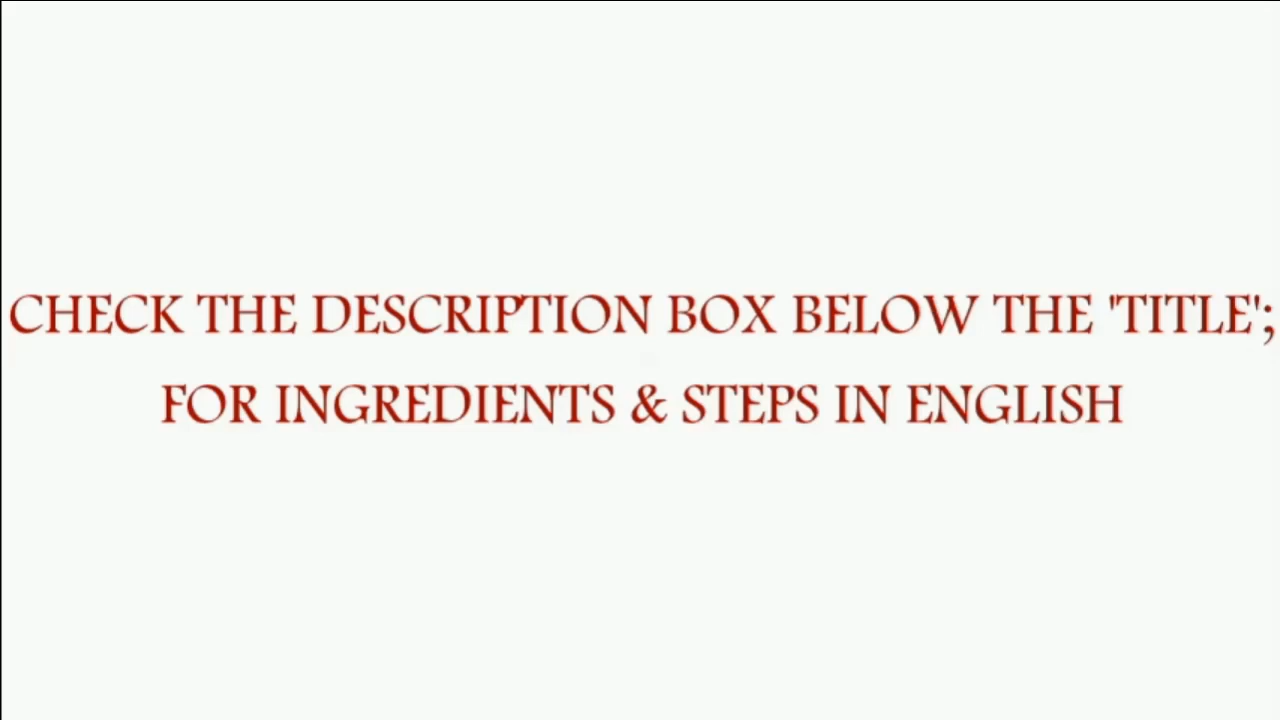 CHECK THE DESCRIPTION BOX BELOW THE 'TITLE';
FOR INGREDIENTS & STEPS IN ENGLISH